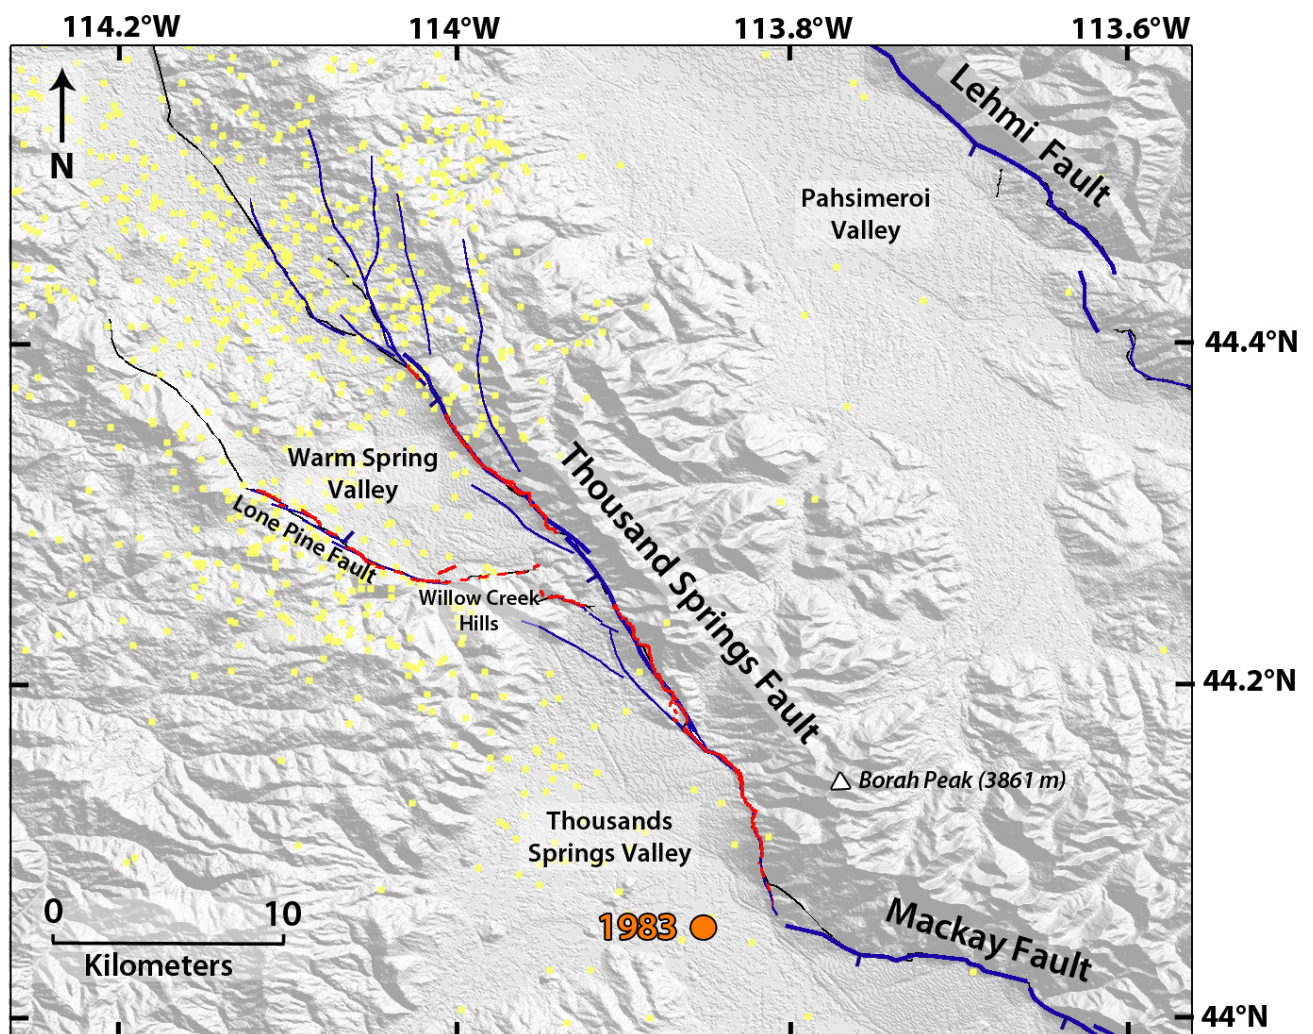 114.2°W
114°W
113.8°W
113.6°W
N
Lehmi Fault
Pahsimeroi
Valley
44.4°N
Warm Spring
Valley
Lone Pine Fault
Thousand Springs Fault
Willow Creek
Hills
44.2°N
Borah Peak (3861 m)
Thousands
Springs Valley
0 10
Kilometers
1983
Mackay Fault
44°N